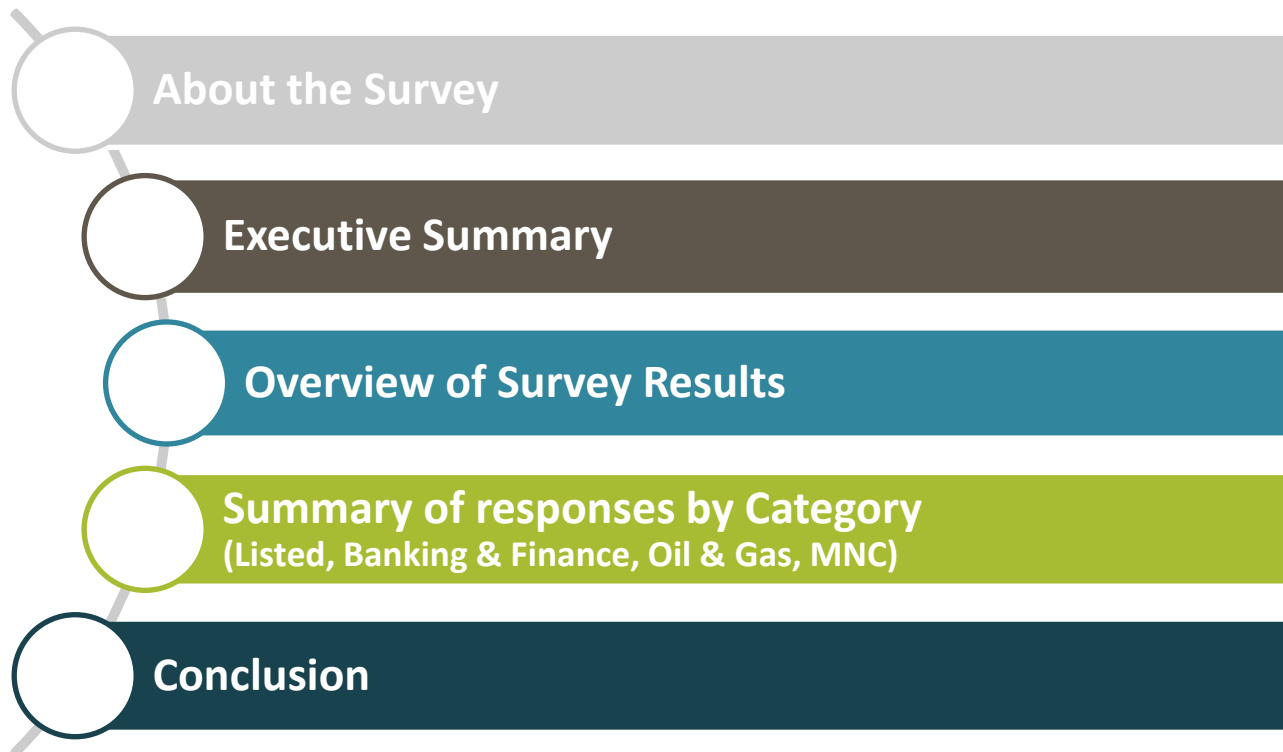 About the Survey
Executive Summary
Overview of Survey Results
Summary of responses by Category
(Listed, Banking & Finance, Oil & Gas, MNC)
Conclusion